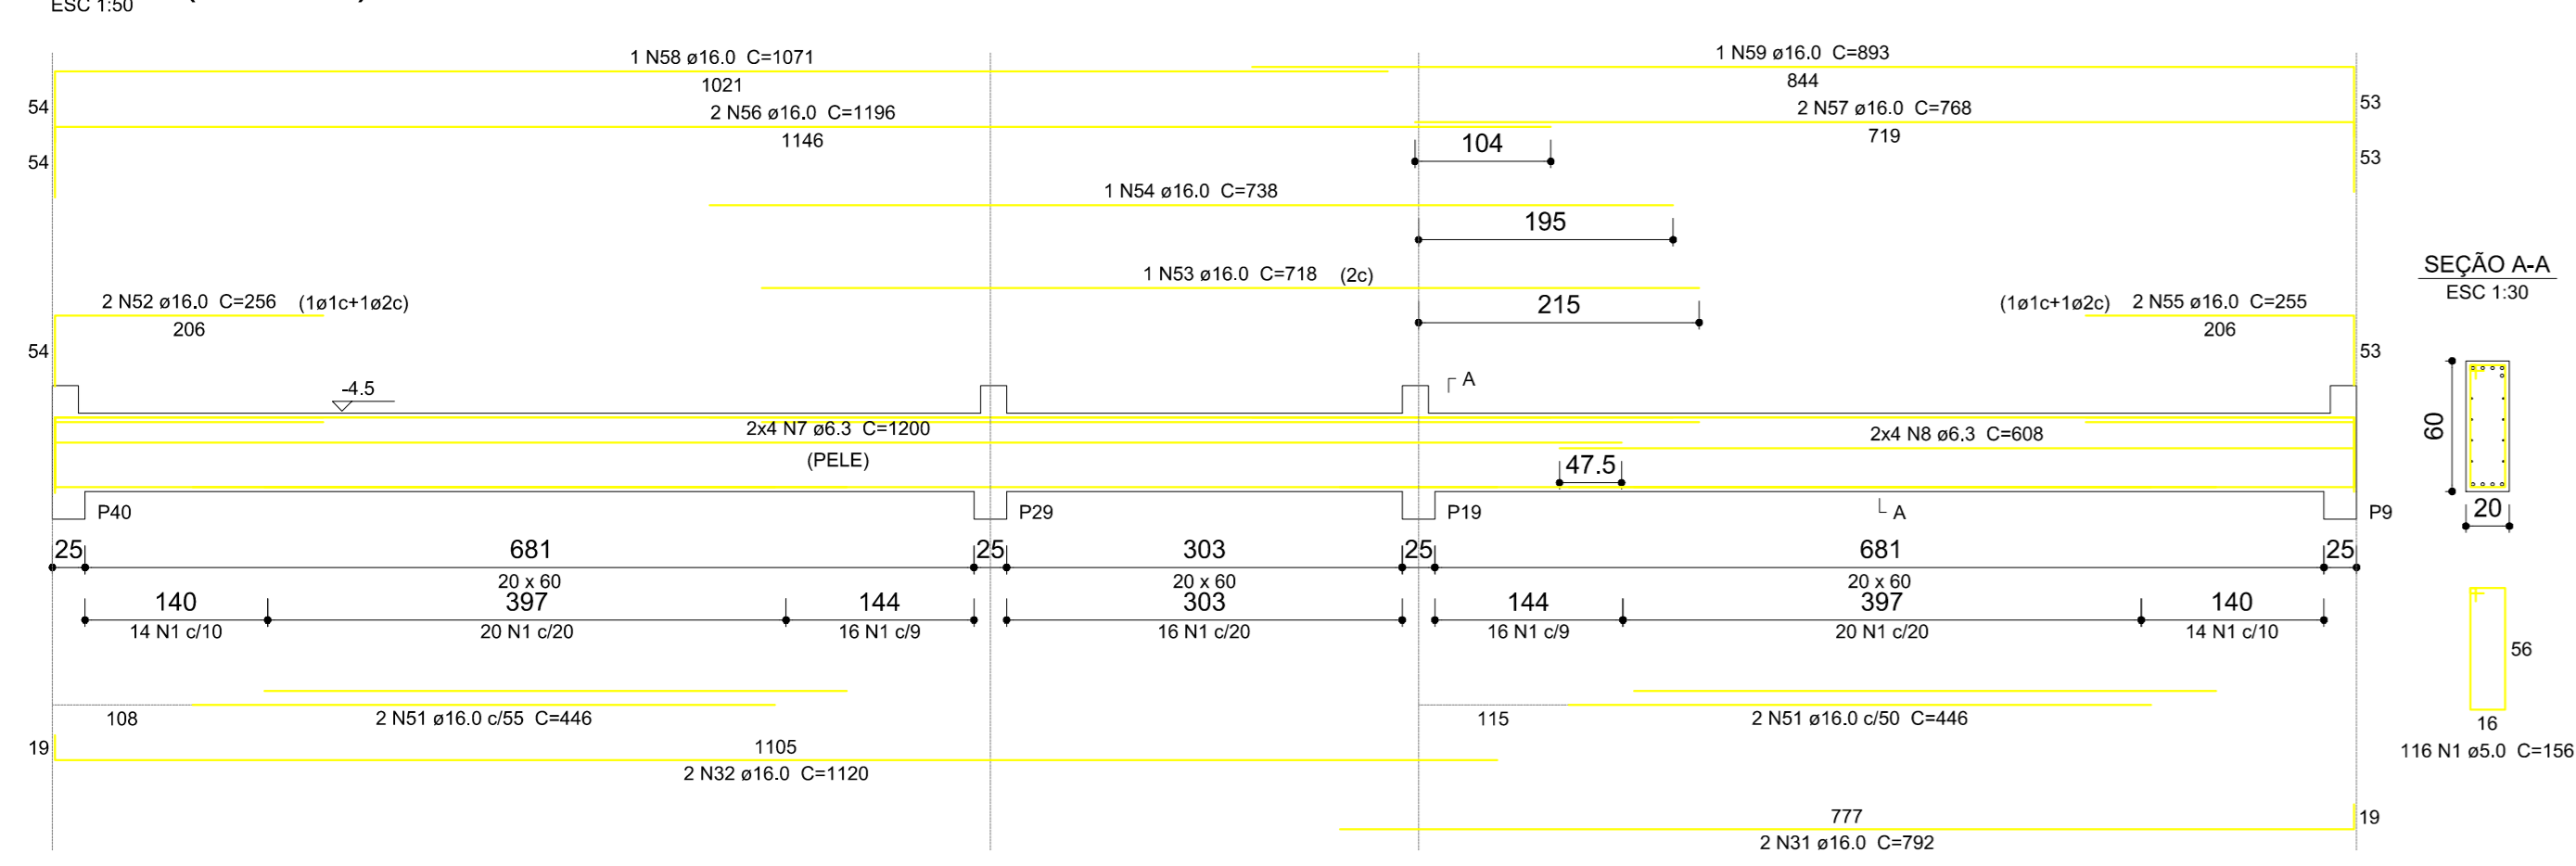 ESC 1:50
1 N58 ø16.0 C=1071
1 N59 ø16.0 C=893
1021
844
54
53
2 N56 ø16.0 C=1196
2 N57 ø16.0 C=768
1146
719
104
54
53
1 N54 ø16.0 C=738
195
1 N53 ø16.0 C=718 (2c)
215
2 N52 ø16.0 C=256 (1ø1c+1ø2c)
206
54
(1ø1c+1ø2c) 2 N55 ø16.0 C=255
206
53
SEÇÃO A-A
ESC 1:30
-4.5
A
2x4 N7 ø6.3 C=1200
(PELE)
2x4 N8 ø6.3 C=608
47.5
60
20
P40
P29
P19
A
P9
25 681 25 303 25 681 25
20 x 60 20 x 60 20 x 60
140 397 144 303 144 397 140
14 N1 c/10 20 N1 c/20 16 N1 c/9 16 N1 c/20 16 N1 c/9 20 N1 c/20 14 N1 c/10
56
16
116 N1 ø5.0 C=156
108
2 N51 ø16.0 c/55 C=446
115
2 N51 ø16.0 c/50 C=446
19
1105
2 N32 ø16.0 C=1120
777
19
2 N31 ø16.0 C=792